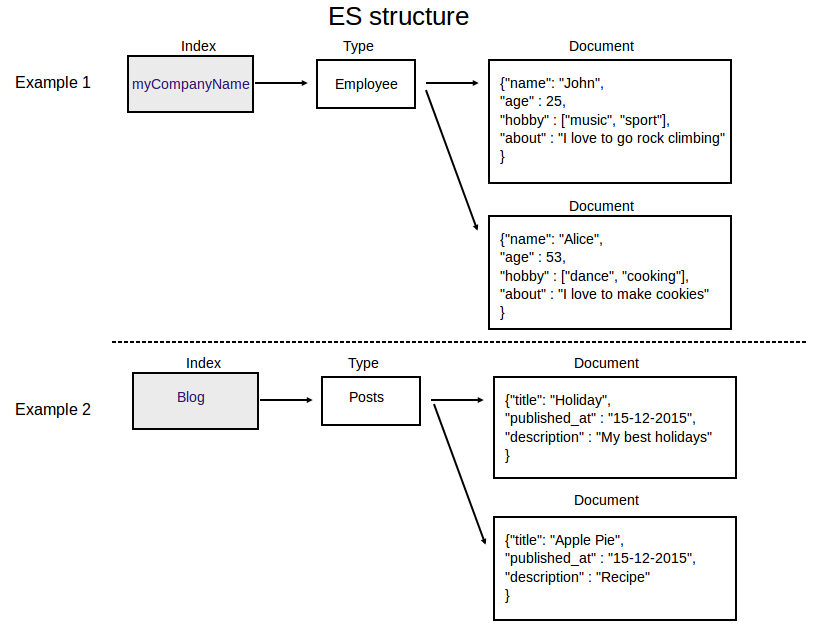 ES structure
Index
Type
Document
Example 1
myCompanyName
Employee
{"name": "John",
"age" : 25,
"hobby" : ["music", "sport"],
"about" : "I love to go rock climbing"
}
Document
{"name": "Alice",
"age" : 53,
"hobby" : ["dance", "cooking"],
"about" : "I love to make cookies"
}
Index
Type
Document
Example 2
Blog
Posts
{"title": "Holiday",
"published_at" : "15-12-2015",
"description" : "My best holidays"
}
Document
{"title": "Apple Pie",
"published_at" : "15-12-2015",
"description" : "Recipe"
}